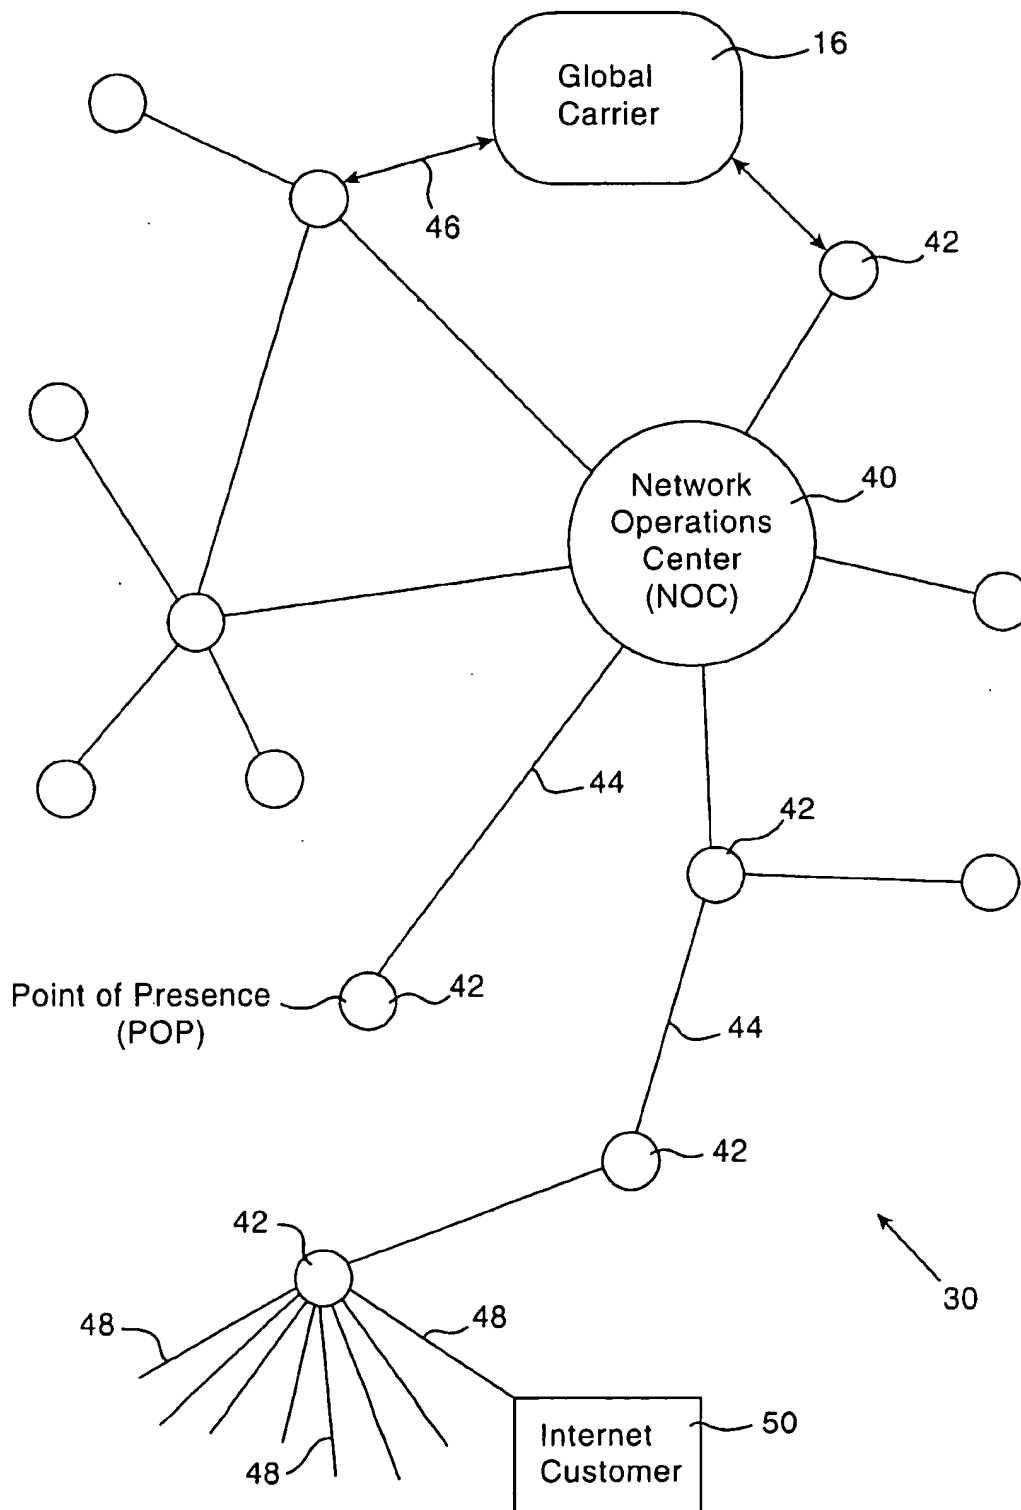 16
Global
Carrier
46
42
40
Network
Operations
Center
(NOC)
44
42
Point of Presence
(POP)
42
44
42
42
30
48
48
48
50
Internet
Customer